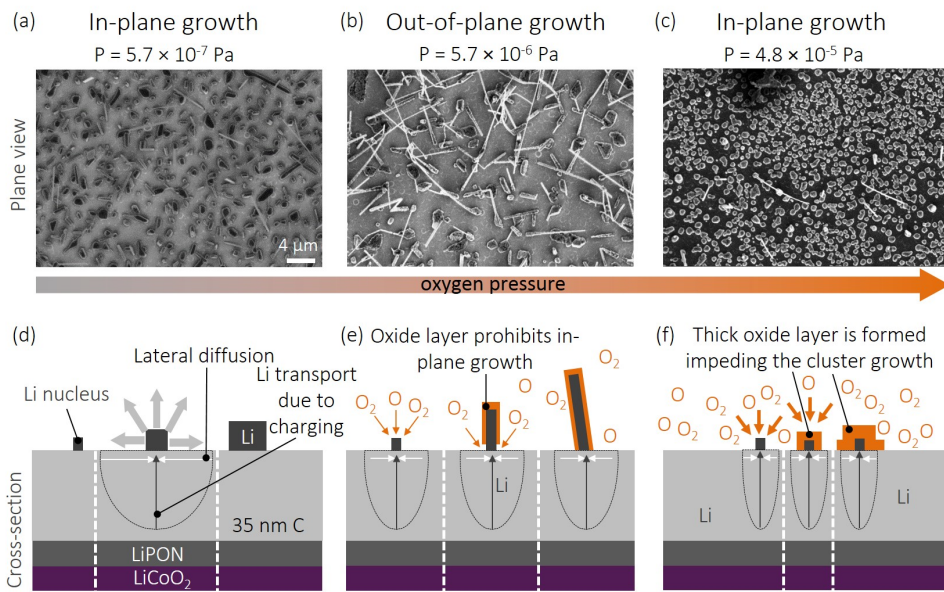 (a) In-plane growth
P = 5.7 × 10⁻⁷ Pa
(b) Out-of-plane growth
P = 5.7 × 10⁻⁶ Pa
(c) In-plane growth
P = 4.8 × 10⁻⁵ Pa
Plane view
4 μm
oxygen pressure
Cross-section
(d)
Lateral diffusion
Li transport
due to
charging
Li nucleus
Li
35 nm C
LiPON
LiCoO₂
(e) Oxide layer prohibits in-
plane growth
O₂ O O₂ O O O₂ O₂ O₂ O
Li
(f) Thick oxide layer is formed
impeding the cluster growth
O₂ O O₂ O O₂ O O₂ O₂ O₂ O
Li Li